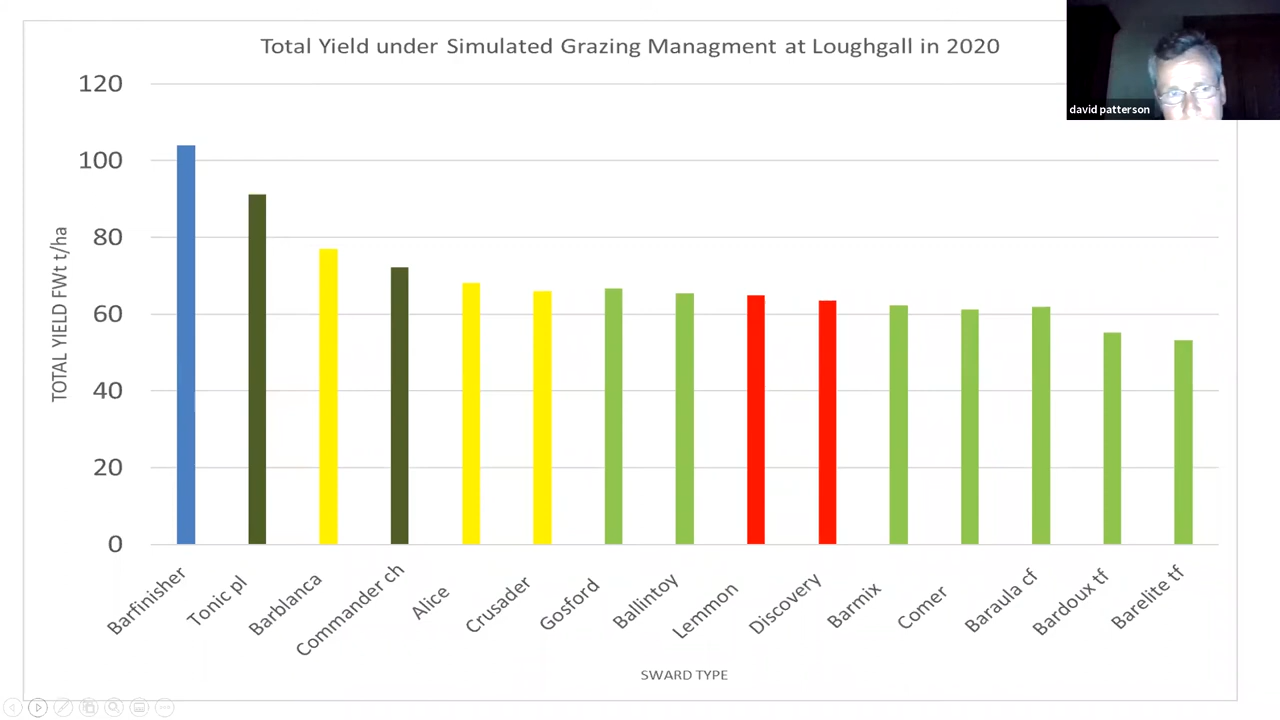 Total Yield under Simulated Grazing Managment at Loughgall in 2020
david patterson
120
100
80
60
40
20
0
TOTAL YIELD FWt t/ha
Barfinisher
Tonic pl
Barblanca
Commander ch
Alice
Crusader
Gosford
Ballintoy
Lemmon
Discovery
Barmix
Comer
Baraula cf
Bardoux tf
Barelite tf
SWARD TYPE